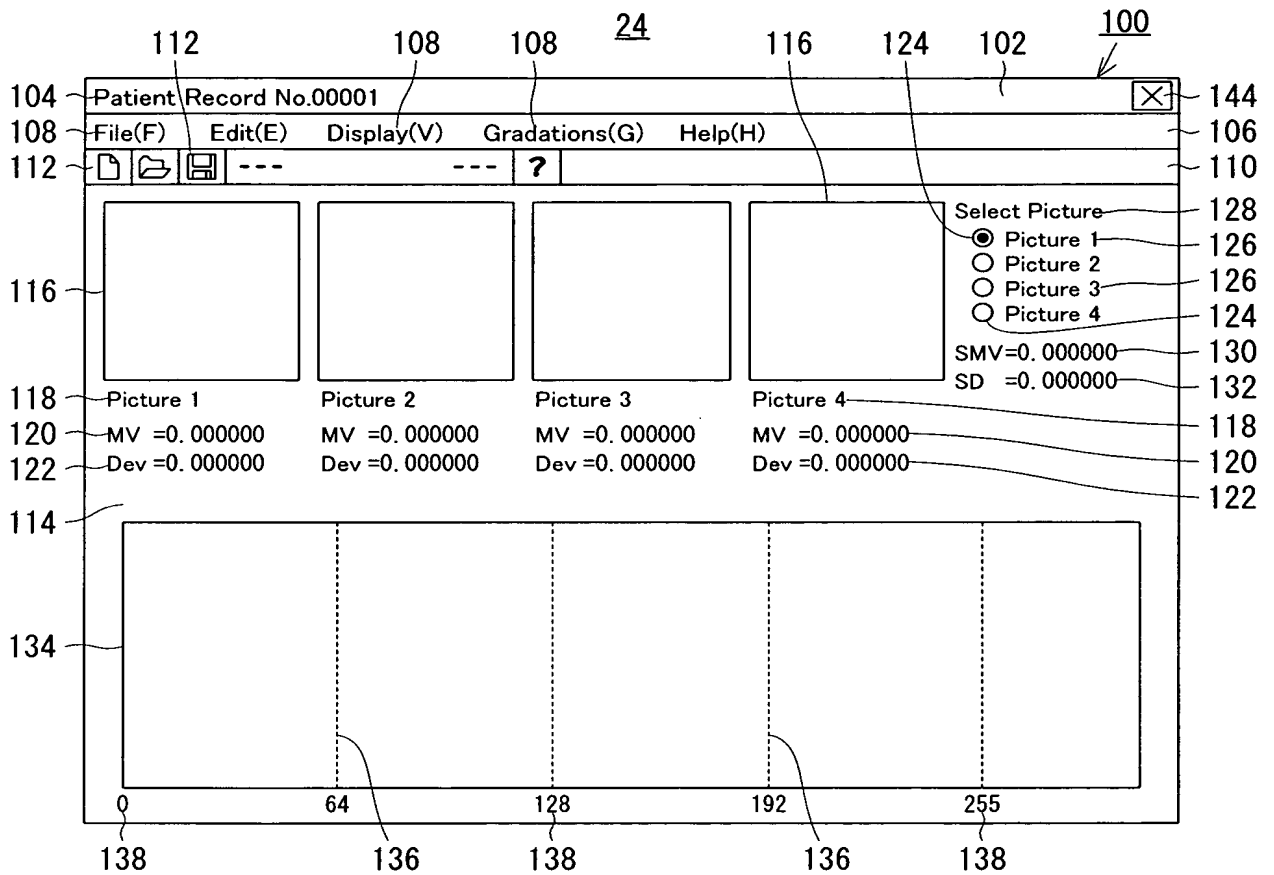 24
100
112 108 108 116 124 102
104 Patient Record No.00001 144
108 File(F) Edit(E) Display(V) Gradations(G) Help(H) 106
112 --- --- ? 110
Select Picture 128
Picture 1 126
Picture 2
116 Picture 3 126
Picture 4 124
SMV=0.000000 130
SD =0.000000 132
118 Picture 1 Picture 2 Picture 3 Picture 4 118
120 MV =0.000000 MV =0.000000 MV =0.000000 MV =0.000000 120
122 Dev =0.000000 Dev =0.000000 Dev =0.000000 Dev =0.000000 122
114
134
0 64 128 192 255
138 136 138 136 138